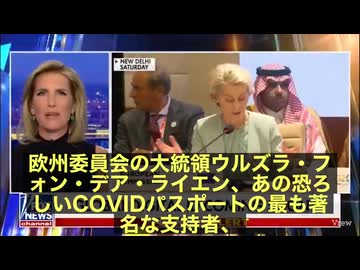 NEW DELHI
SATURDAY
欧州委員会の大統領ウルズラ・フ
ォン・デア・ライエン、あの恐ろ
しいCOVIDパスポートの最も著
名な支持者、
NEWS
channel
Vrew